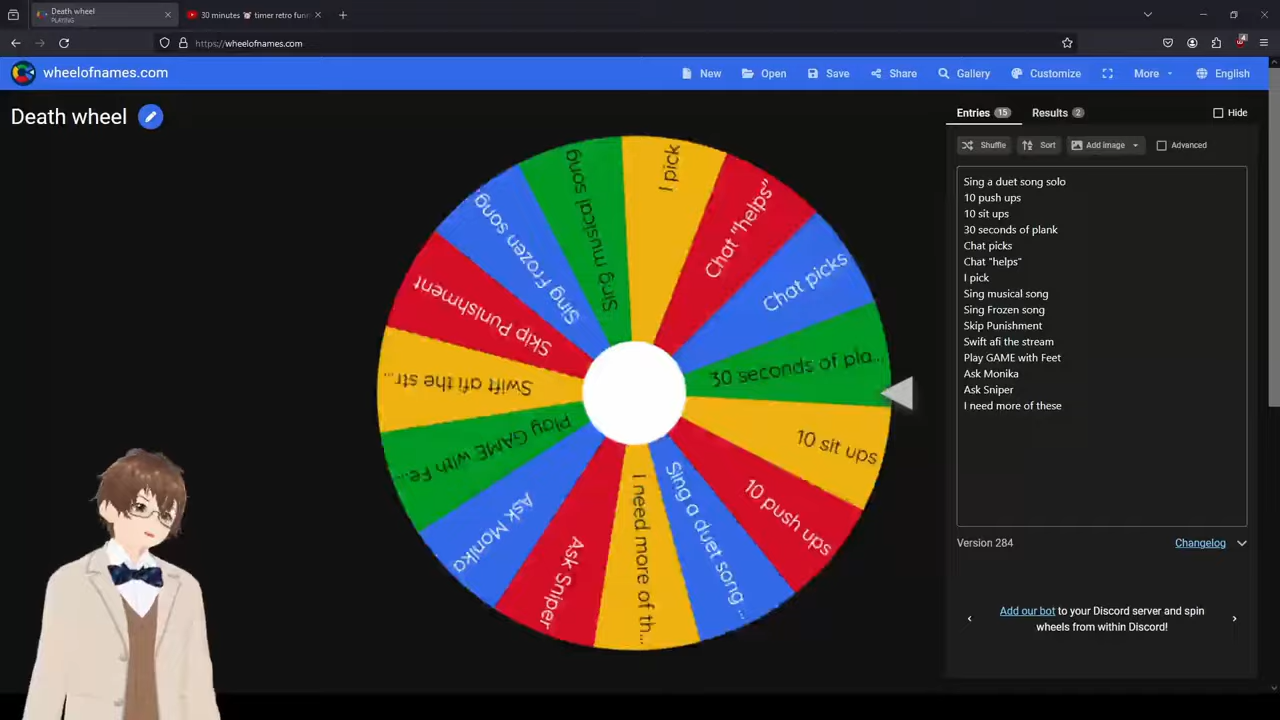 Death wheel
PLAYING
30 minutes ⏰ timer retro fun
https://wheelofnames.com
4
wheelofnames.com
New
Open
Save
Share
Gallery
Customize
More
English
Death wheel
Entries 15
Results 2
Hide
Shuffle
Sort
Add image
Advanced
Sing a duet song solo
10 push ups
10 sit ups
30 seconds of plank
Chat picks
Chat "helps"
I pick
Sing musical song
Sing Frozen song
Skip Punishment
Swift afi the stream
Play GAME with Feet
Ask Monika
Ask Sniper
I need more of these
I pick
Chat "helps"
Chat picks
30 seconds of pla...
10 sit ups
10 push ups
Sing a duet song ...
I need more of th...
Ask Sniper
Ask Monika
Play GAME with Fe...
Swift afi the str...
Skip Punishment
Sing Frozen song
Sing musical song
Version 284
Changelog
Add our bot to your Discord server and spin
wheels from within Discord!